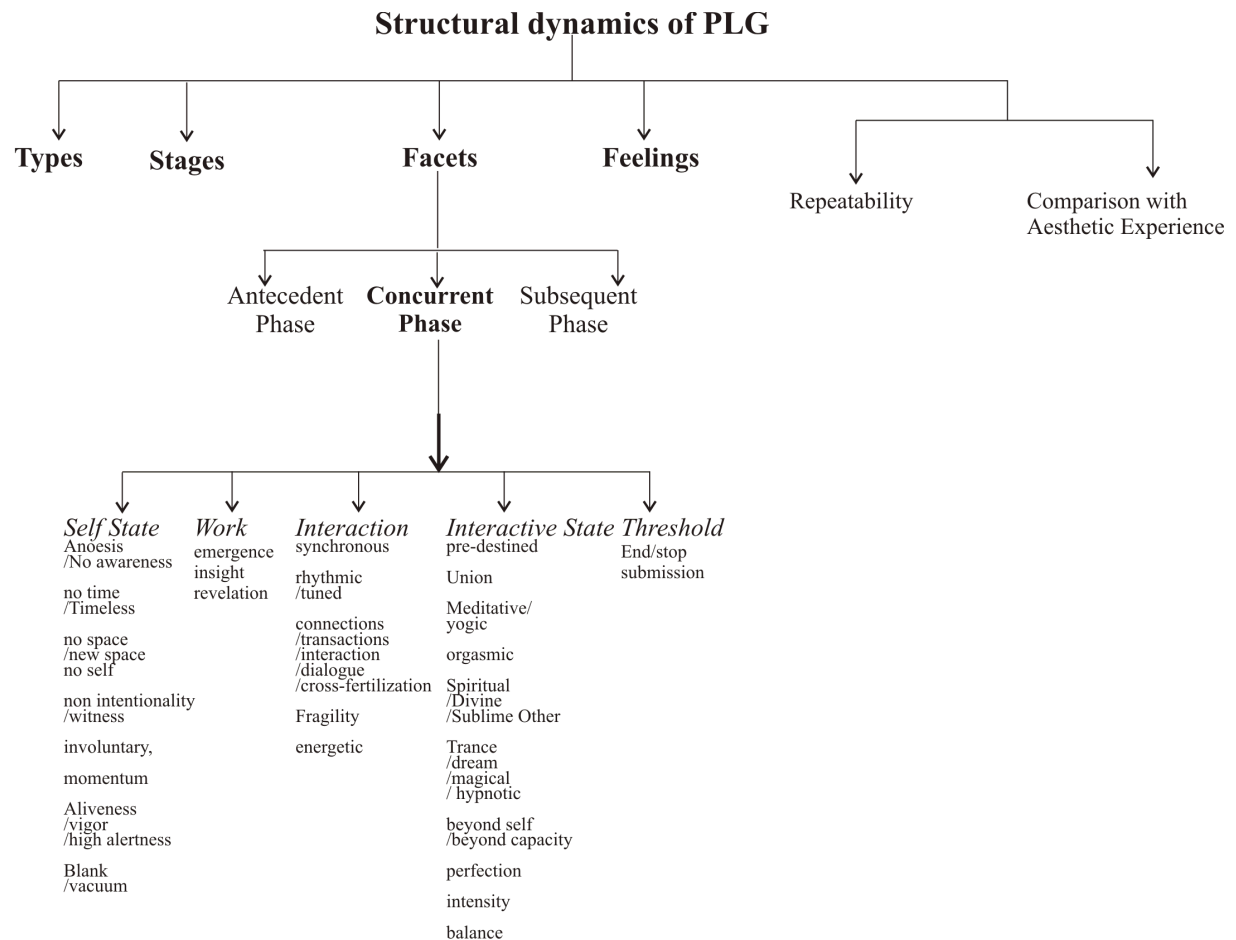 Structural dynamics of PLG
Types
Stages
Facets
Feelings
Repeatability
Comparison with
Aesthetic Experience
Antecedent
Phase
Concurrent
Phase
Subsequent
Phase
Self State
Anoesis
/No awareness
no time
/Timeless
no space
/new space
no self
non intentionality
/witness
involuntary,
momentum
Aliveness
/vigor
/high alertness
Blank
/vacuum
Work
emergence
insight
revelation
Interaction
synchronous
rhythmic
/tuned
connections
/transactions
/interaction
/dialogue
/cross-fertilization
Fragility
energetic
Interactive State
pre-destined
Union
Meditative/
yogic
orgasmic
Spiritual
/Divine
/Sublime Other
Trance
/dream
/magical
/ hypnotic
beyond self
/beyond capacity
perfection
intensity
balance
Threshold
End/stop
submission